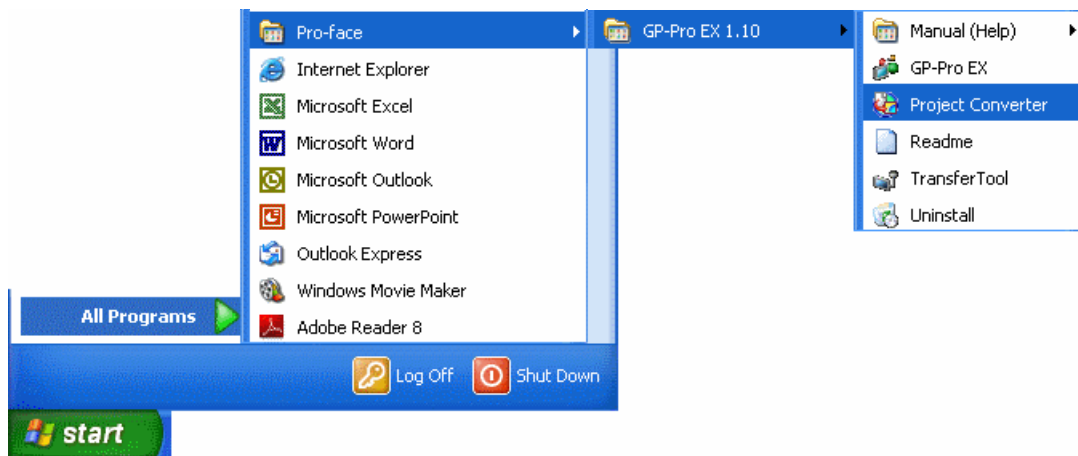 Pro-face
Internet Explorer
Microsoft Excel
Microsoft Word
Microsoft Outlook
Microsoft PowerPoint
Outlook Express
Windows Movie Maker
Adobe Reader 8
GP-Pro EX 1.10
Manual (Help)
GP-Pro EX
Project Converter
Readme
TransferTool
Uninstall
All Programs
Log Off
Shut Down
start